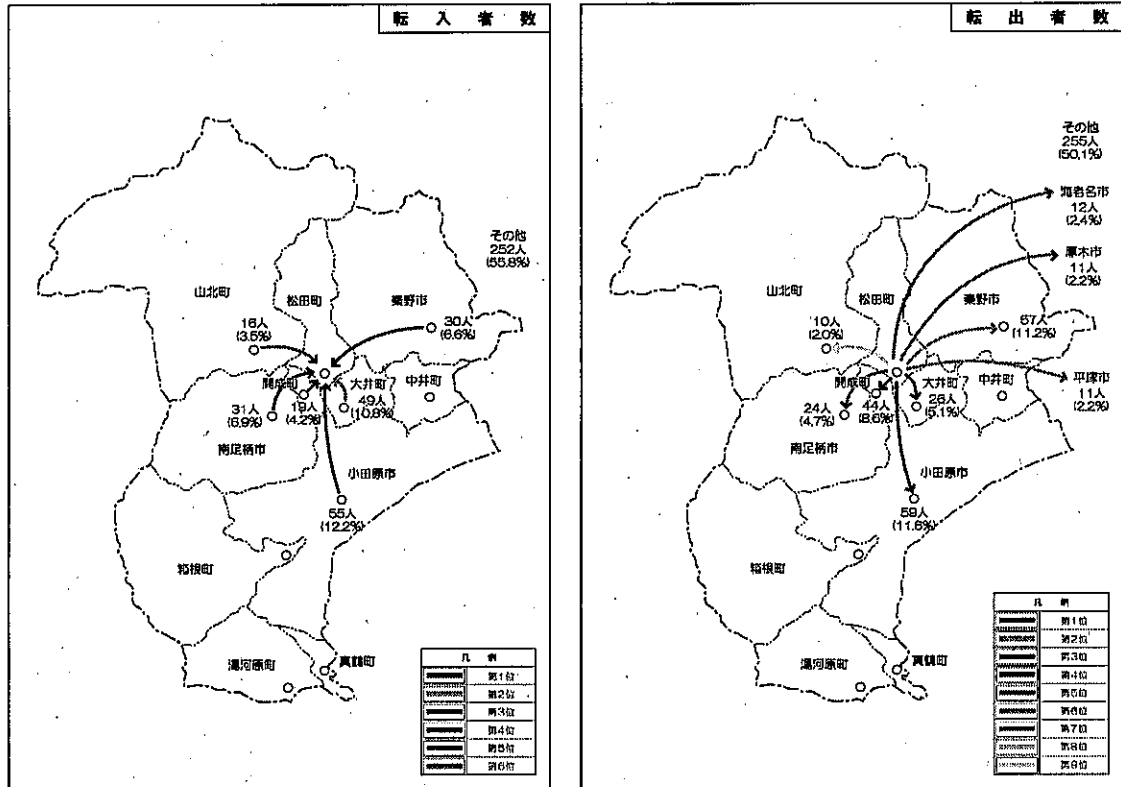 転入者数
その他
252人
(55.8%)
山北町
松田町
秦野市
16人
(3.5%)
30人
(6.6%)
開成町
大井町
中井町
49人
(10.8%)
31人
(6.9%)
19人
(4.2%)
南足柄市
小田原市
55人
(12.2%)
箱根町
湯河原町
真鶴町
凡例
第1位
第2位
第3位
第4位
第5位
第6位
転出者数
その他
255人
(50.1%)
海老名市
12人
(2.4%)
厚木市
11人
(2.2%)
山北町
松田町
秦野市
10人
(2.0%)
57人
(11.2%)
平塚市
11人
(2.2%)
開成町
大井町
中井町
24人
(4.7%)
44人
(8.6%)
26人
(5.1%)
南足柄市
小田原市
59人
(11.6%)
箱根町
湯河原町
真鶴町
凡例
第1位
第2位
第3位
第4位
第5位
第6位
第7位
第8位
第9位